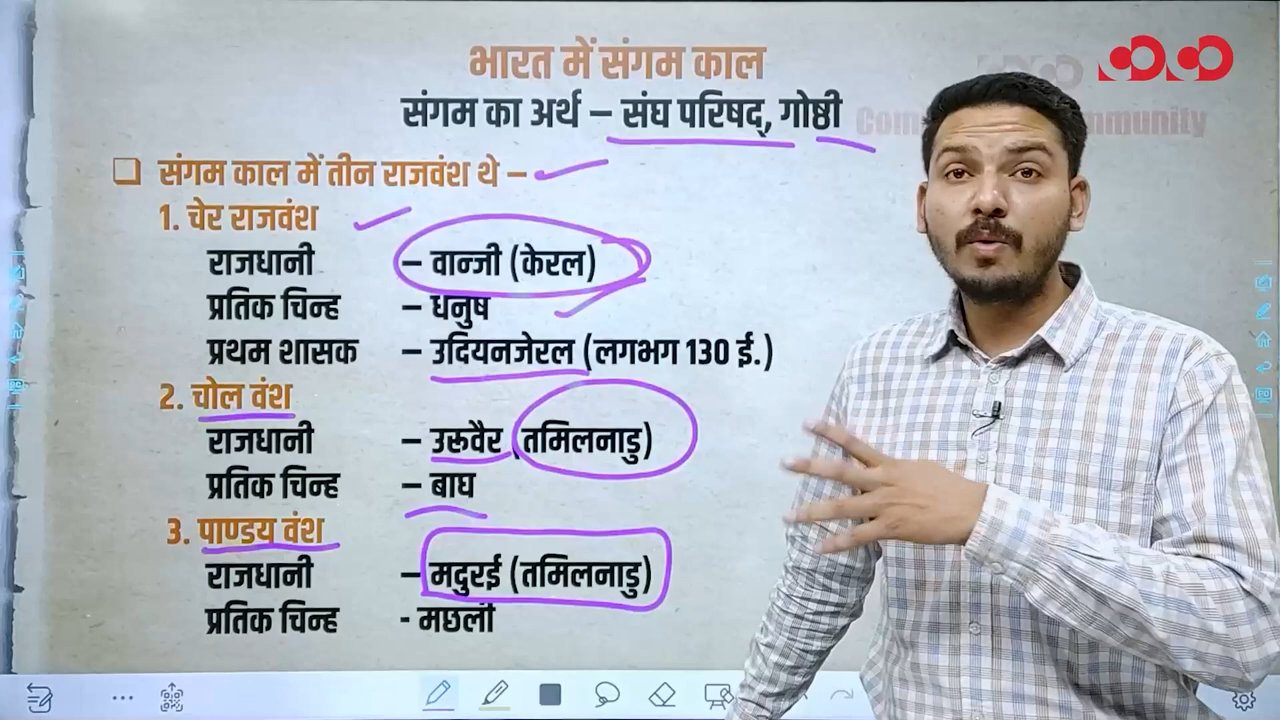 भारत में संगम काल
संगम का अर्थ – संघ परिषद्, गोष्ठी
संगम काल में तीन राजवंश थे –
1. चेर राजवंश
राजधानी – वान्जी (केरल)
प्रतिक चिन्ह – धनुष
प्रथम शासक – उदियनजेरल (लगभग 130 ई.)
2. चोल वंश
राजधानी – उरूवैर (तमिलनाडु)
प्रतिक चिन्ह – बाघ
3. पाण्डय वंश
राजधानी – मदुरई (तमिलनाडु)
प्रतिक चिन्ह - मछली